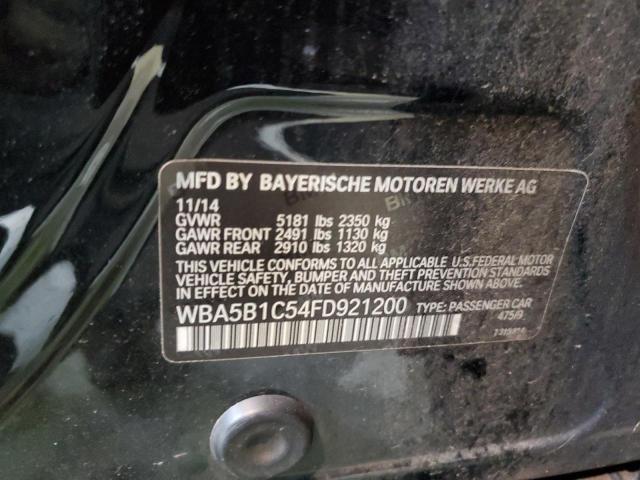 MFD BY BAYERISCHE MOTOREN WERKE AG
11/14
GVWR 5181 lbs 2350 kg
GAWR FRONT 2491 lbs 1130 kg
GAWR REAR 2910 lbs 1320 kg
THIS VEHICLE CONFORMS TO ALL APPLICABLE U.S. FEDERAL MOTOR
VEHICLE SAFETY, BUMPER AND THEFT PREVENTION STANDARDS
IN EFFECT ON THE DATE OF MANUFACTURE SHOWN ABOVE.
WBA5B1C54FD921200 TYPE: PASSENGER CAR
475/9